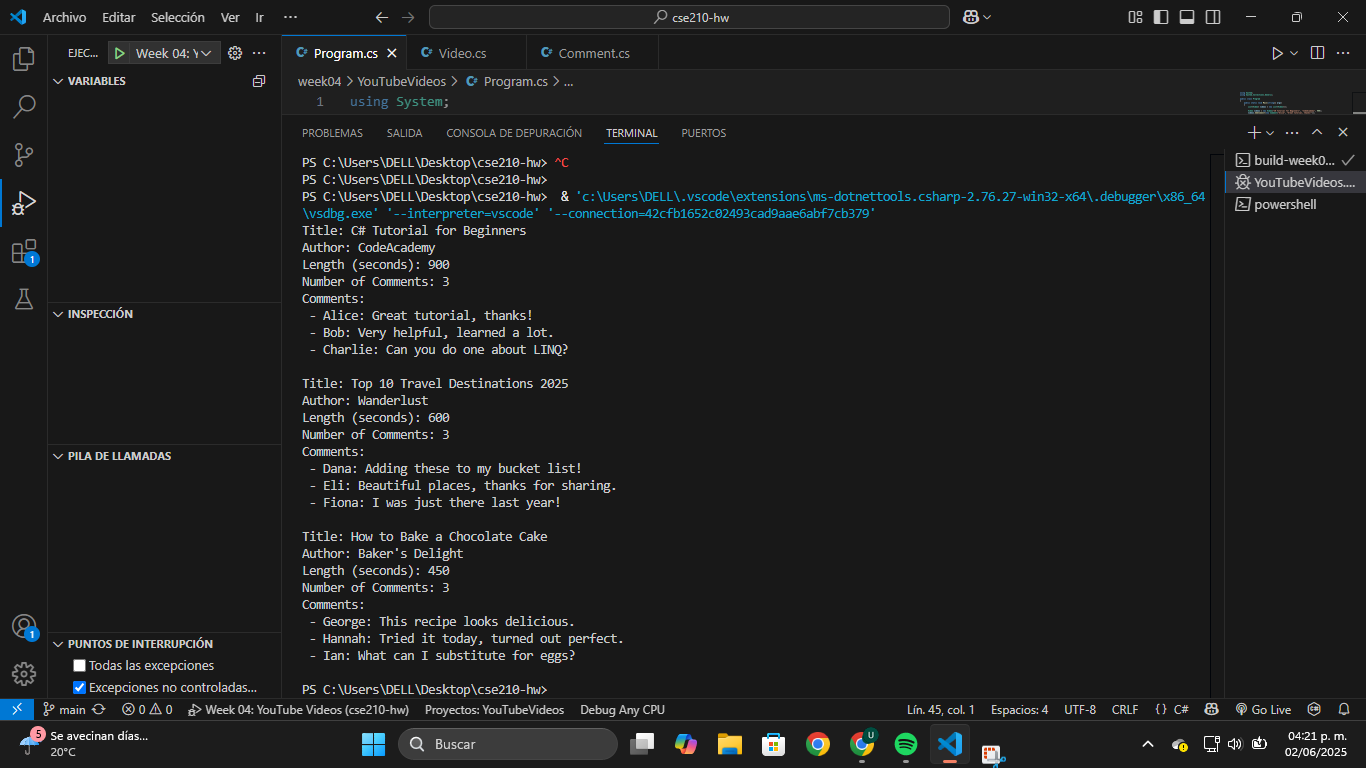 Archivo Editar Selección Ver Ir ···
cse210-hw
EJEC... Week 04: Y
Program.cs
Video.cs
Comment.cs
VARIABLES
week04 > YouTubeVideos > Program.cs > ...
1 using System;
PROBLEMAS SALIDA CONSOLA DE DEPURACIÓN TERMINAL PUERTOS
PS C:\Users\DELL\Desktop\cse210-hw> ^C
PS C:\Users\DELL\Desktop\cse210-hw>
PS C:\Users\DELL\Desktop\cse210-hw>  & 'c:\Users\DELL\.vscode\extensions\ms-dotnettools.csharp-2.76.27-win32-x64\.debugger\x86_64
\vsdbg.exe' '--interpreter=vscode' '--connection=42cfb1652c02493cad9aae6abf7cb379'
Title: C# Tutorial for Beginners
Author: CodeAcademy
Length (seconds): 900
Number of Comments: 3
Comments:
- Alice: Great tutorial, thanks!
- Bob: Very helpful, learned a lot.
- Charlie: Can you do one about LINQ?
Title: Top 10 Travel Destinations 2025
Author: Wanderlust
Length (seconds): 600
Number of Comments: 3
Comments:
- Dana: Adding these to my bucket list!
- Eli: Beautiful places, thanks for sharing.
- Fiona: I was just there last year!
Title: How to Bake a Chocolate Cake
Author: Baker's Delight
Length (seconds): 450
Number of Comments: 3
Comments:
- George: This recipe looks delicious.
- Hannah: Tried it today, turned out perfect.
- Ian: What can I substitute for eggs?
PS C:\Users\DELL\Desktop\cse210-hw>
build-week0...
YouTubeVideos....
powershell
INSPECCIÓN
PILA DE LLAMADAS
PUNTOS DE INTERRUPCIÓN
Todas las excepciones
Excepciones no controladas...
1
1
main 0 0 Week 04: YouTube Videos (cse210-hw) Proyectos: YouTubeVideos Debug Any CPU Lín. 45, col. 1 Espacios: 4 UTF-8 CRLF {} C# Go Live
5
Se avecinan días...
20°C
Buscar
U
04:21 p. m.
02/06/2025